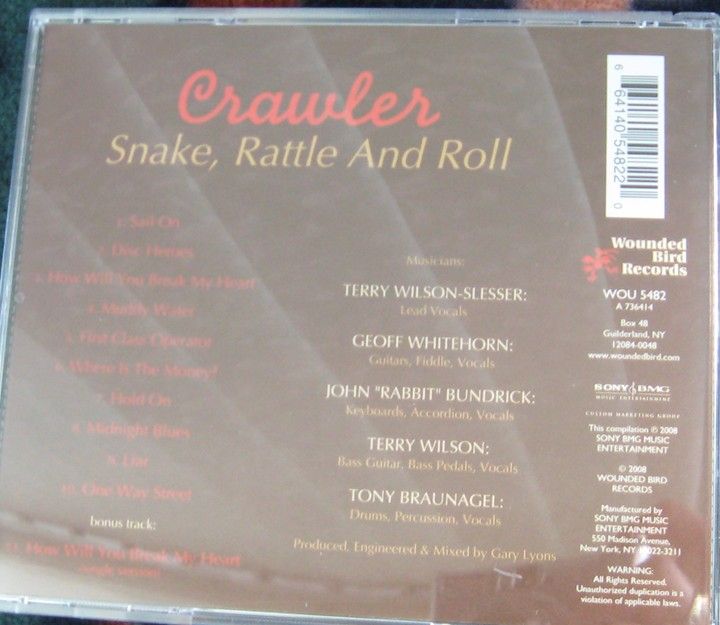 Crawler
Snake, Rattle And Roll
1. Sail On
2. Disc Heroes
3. How Will You Break My Heart
4. Muddy Water
5. First Class Operator
6. Where Is The Money?
7. Hold On
8. Midnight Blues
9. Liar
10. One Way Street
bonus track:
11. How Will You Break My Heart
(single version)
Musicians:
TERRY WILSON-SLESSER:
Lead Vocals
GEOFF WHITEHORN:
Guitars, Fiddle, Vocals
JOHN "RABBIT" BUNDRICK:
Keyboards, Accordion, Vocals
TERRY WILSON:
Bass Guitar, Bass Pedals, Vocals
TONY BRAUNAGEL:
Drums, Percussion, Vocals
Produced, Engineered & Mixed by Gary Lyons
6 64140 54822 0
Wounded
Bird
Records
WOU 5482
A 736414
Box 48
Guilderland, NY
12084-0048
www.woundedbird.com
SONY BMG
MUSIC ENTERTAINMENT
CUSTOM MARKETING GROUP
This compilation ℗ 2008
SONY BMG MUSIC
ENTERTAINMENT
© 2008
WOUNDED BIRD
RECORDS
Manufactured by
SONY BMG MUSIC
ENTERTAINMENT
550 Madison Avenue,
New York, NY 10022-3211
WARNING:
All Rights Reserved.
Unauthorized duplication is a
violation of applicable laws.